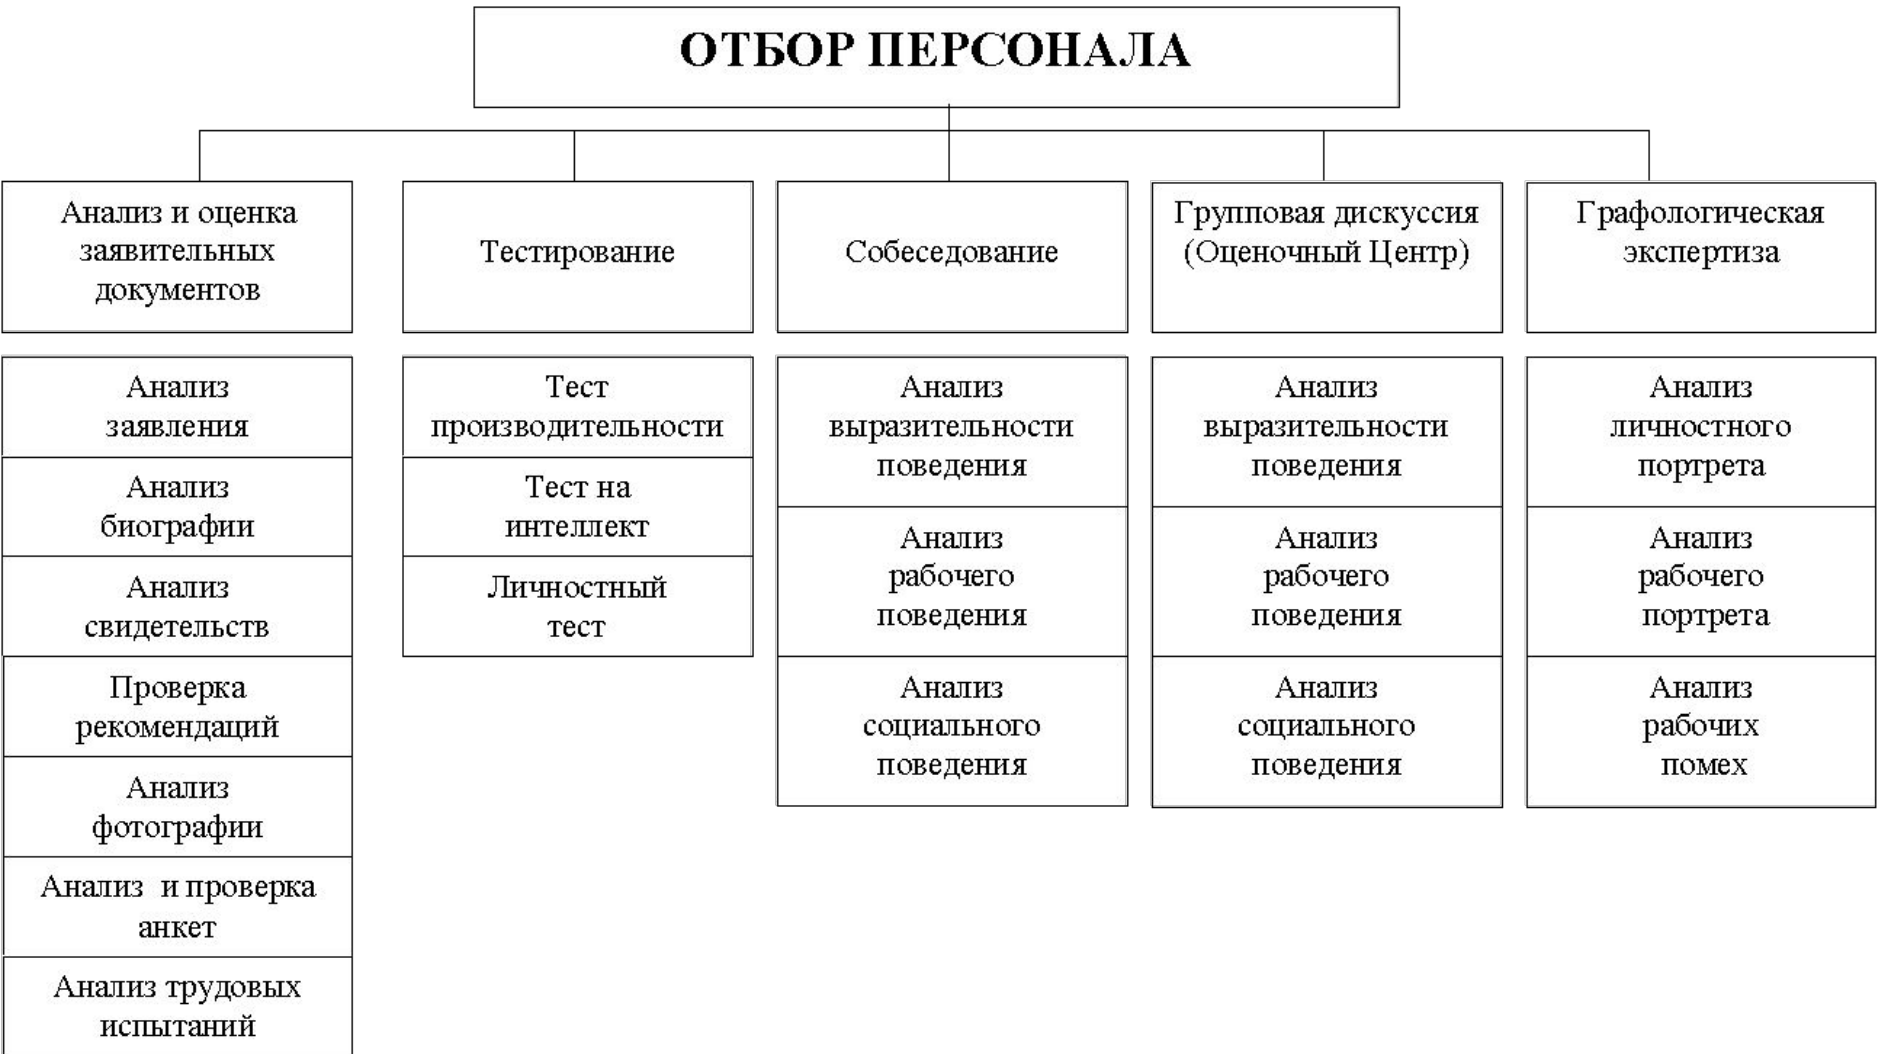 ОТБОР ПЕРСОНАЛА
Анализ и оценка
заявительных
документов
Тестирование
Собеседование
Групповая дискуссия
(Оценочный Центр)
Графологическая
экспертиза
Анализ
заявления
Анализ
биографии
Анализ
свидетельств
Проверка
рекомендаций
Анализ
фотографии
Анализ и проверка
анкет
Анализ трудовых
испытаний
Тест
производительности
Тест на
интеллект
Личностный
тест
Анализ
выразительности
поведения
Анализ
рабочего
поведения
Анализ
социального
поведения
Анализ
выразительности
поведения
Анализ
рабочего
поведения
Анализ
социального
поведения
Анализ
личностного
портрета
Анализ
рабочего
портрета
Анализ
рабочих
помех